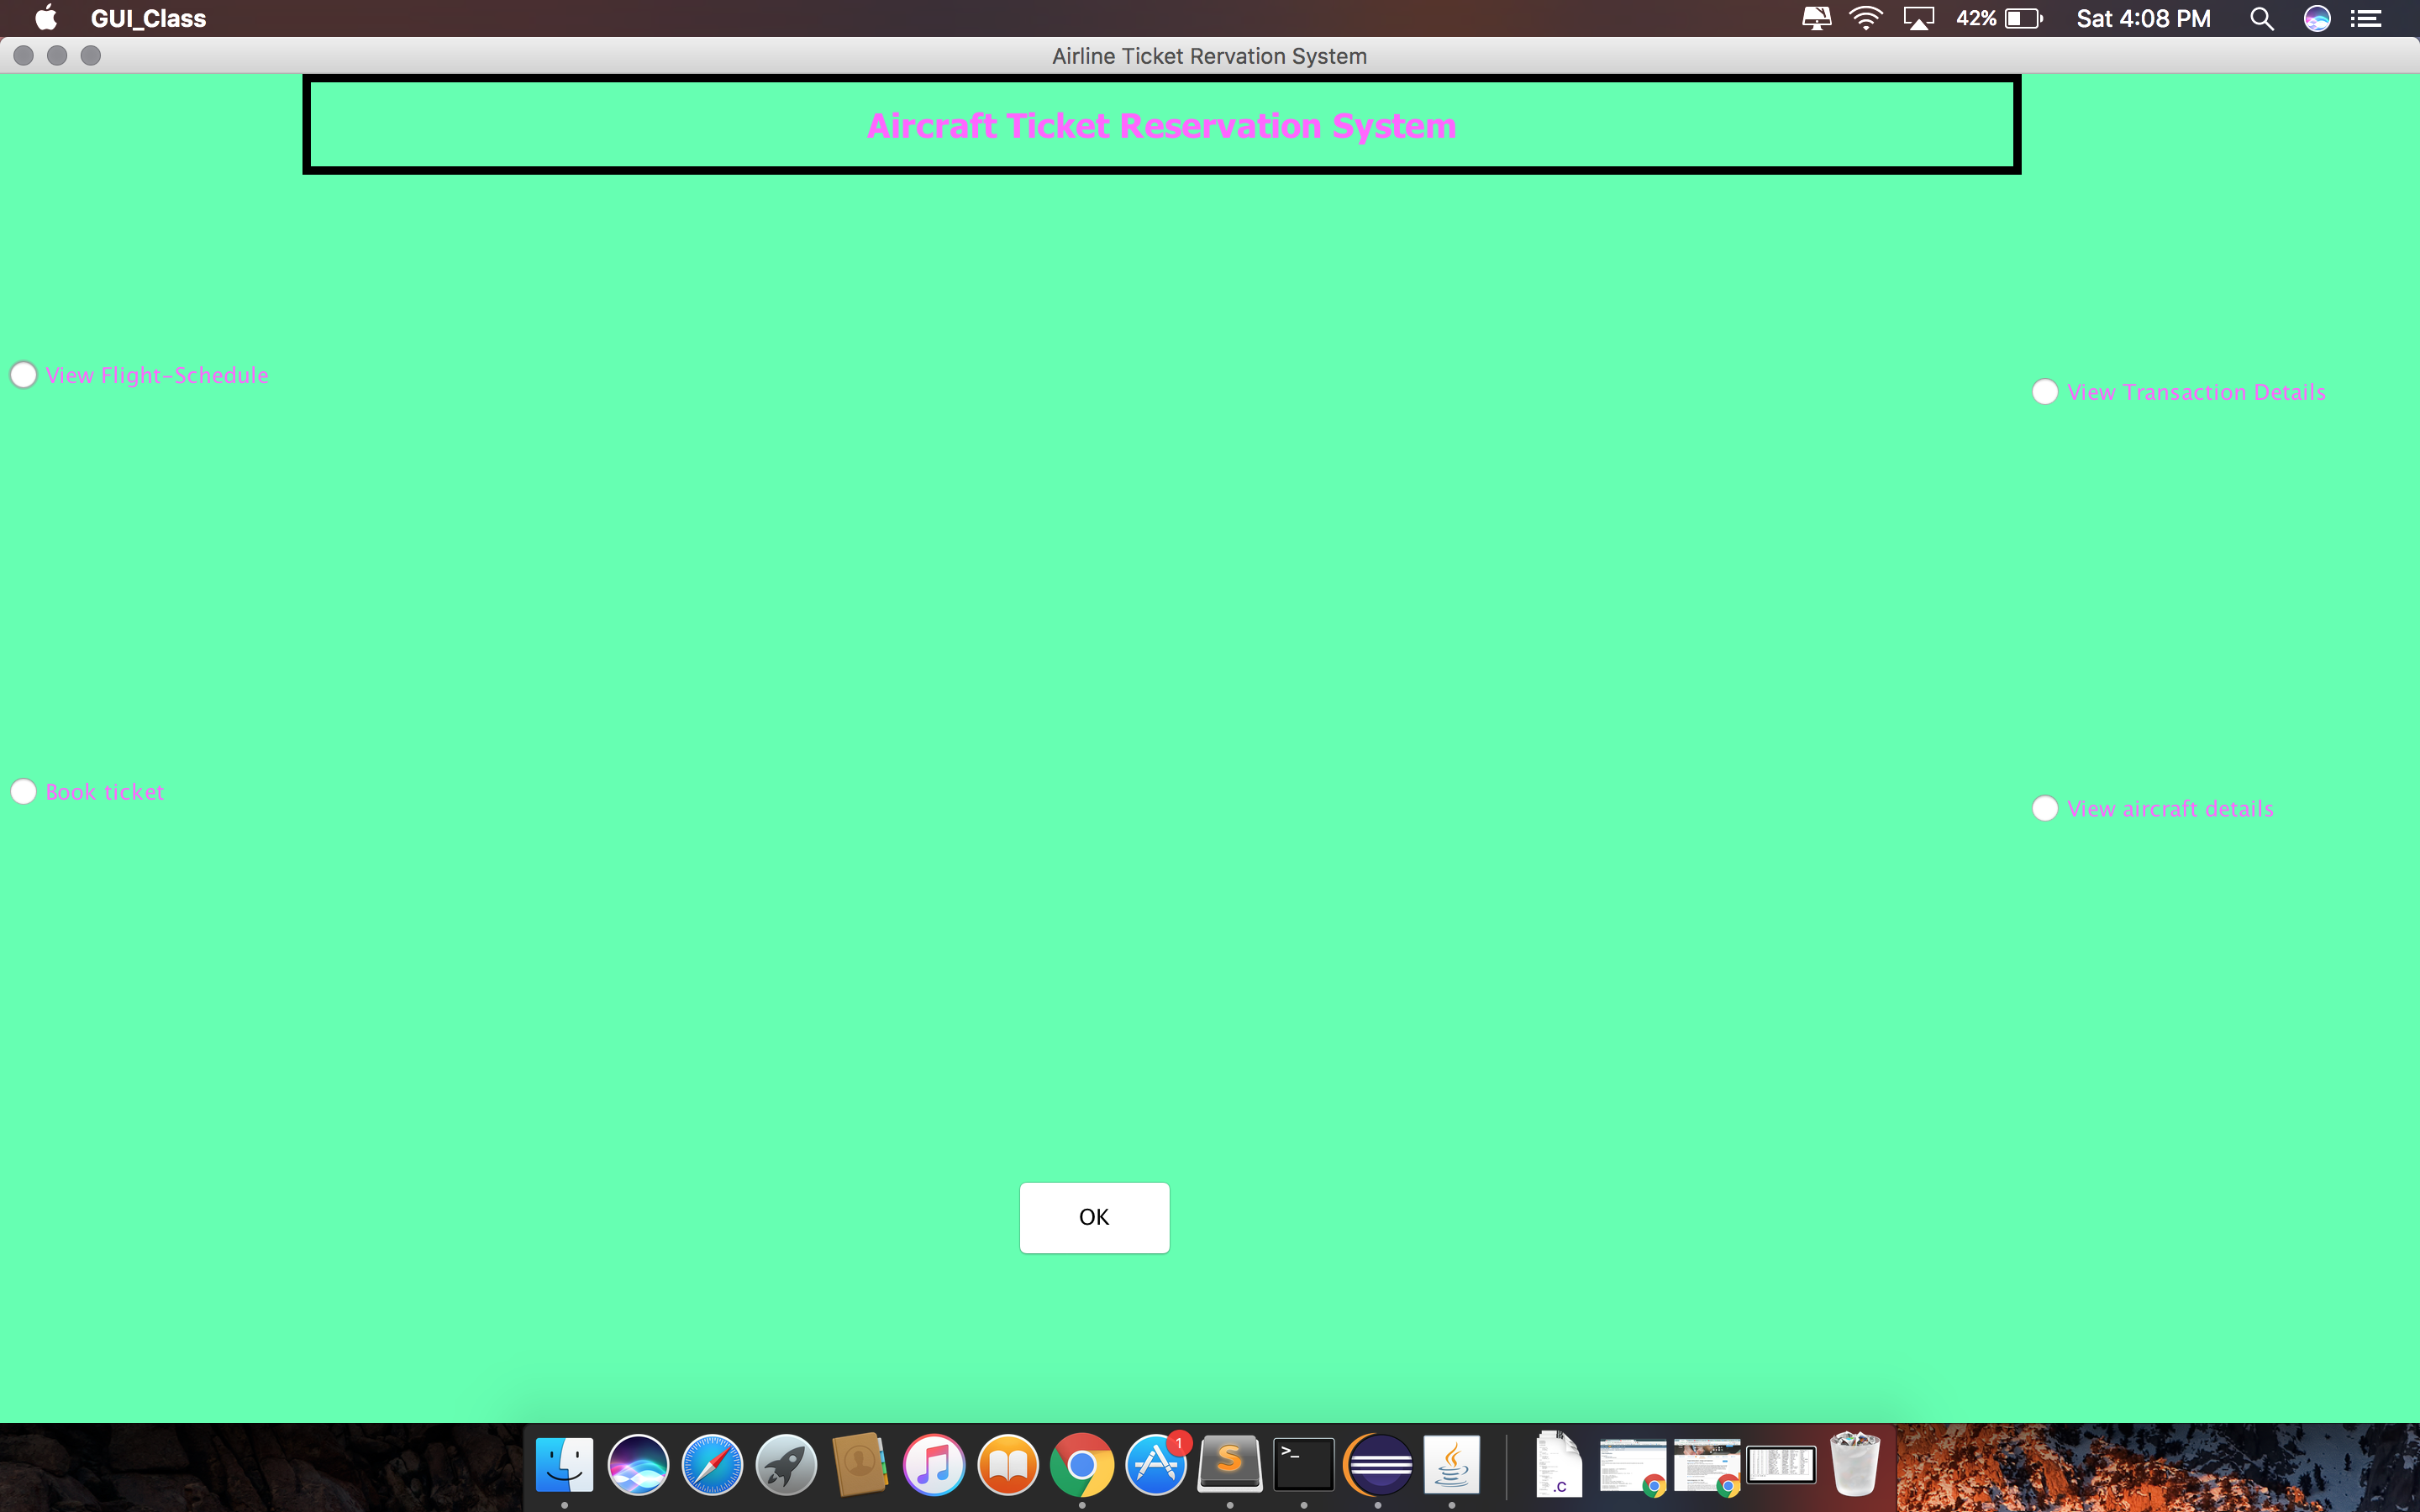 GUI_Class 42% Sat 4:08 PM
Airline Ticket Rervation System
Aircraft Ticket Reservation System
View Flight-Schedule
View Transaction Details
Book ticket
View aircraft details
OK
1
S
>_
.C